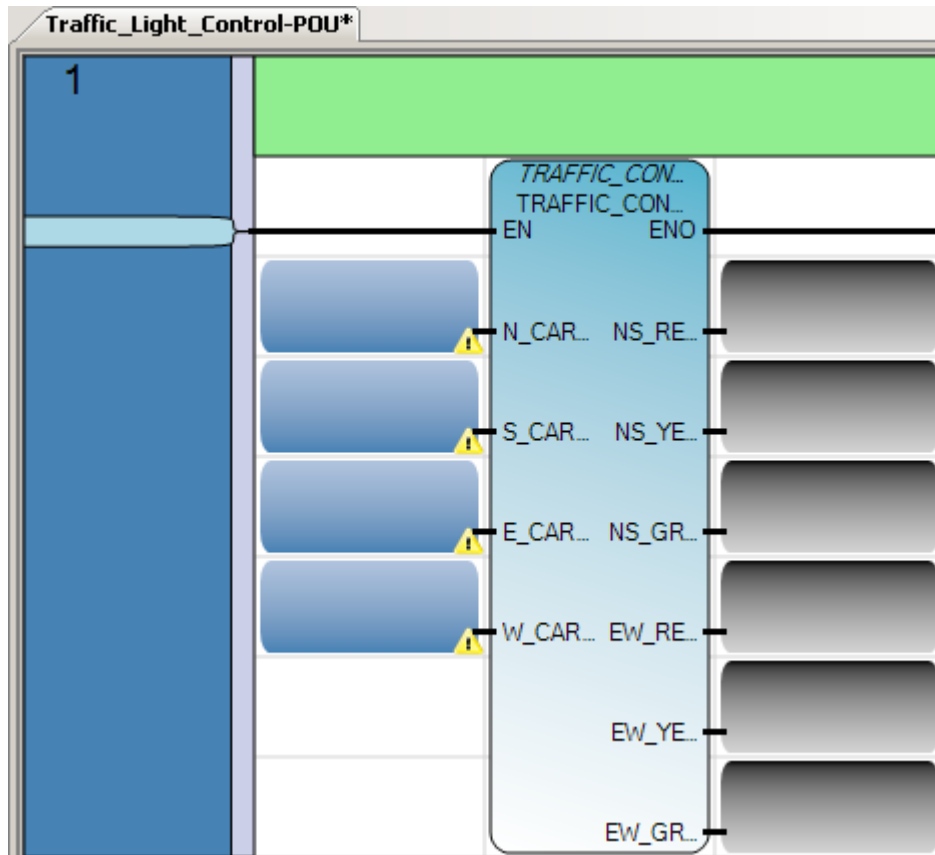 Traffic_Light_Control-POU*
1
TRAFFIC_CON...
TRAFFIC_CON...
EN ENO
N_CAR... NS_RE...
S_CAR... NS_YE...
E_CAR... NS_GR...
W_CAR... EW_RE...
EW_YE...
EW_GR...